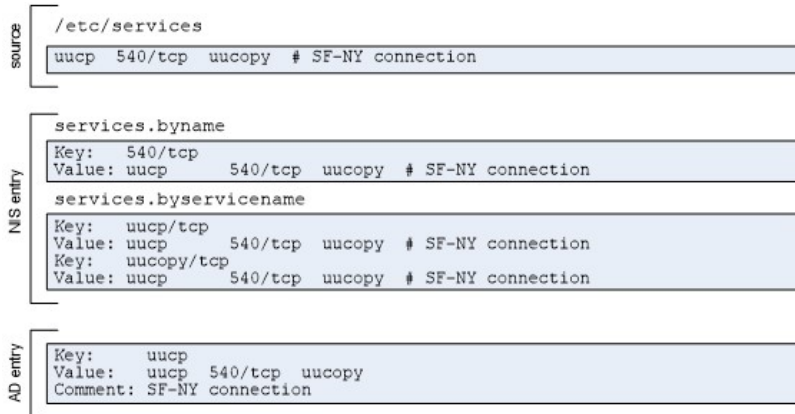 source
/etc/services
uucp 540/tcp uucopy # SF-NY connection
NIS entry
services.byname
Key: 540/tcp
Value: uucp 540/tcp uucopy # SF-NY connection
services.byservicename
Key: uucp/tcp
Value: uucp 540/tcp uucopy # SF-NY connection
Key: uucopy/tcp
Value: uucp 540/tcp uucopy # SF-NY connection
AD entry
Key: uucp
Value: uucp 540/tcp uucopy
Comment: SF-NY connection